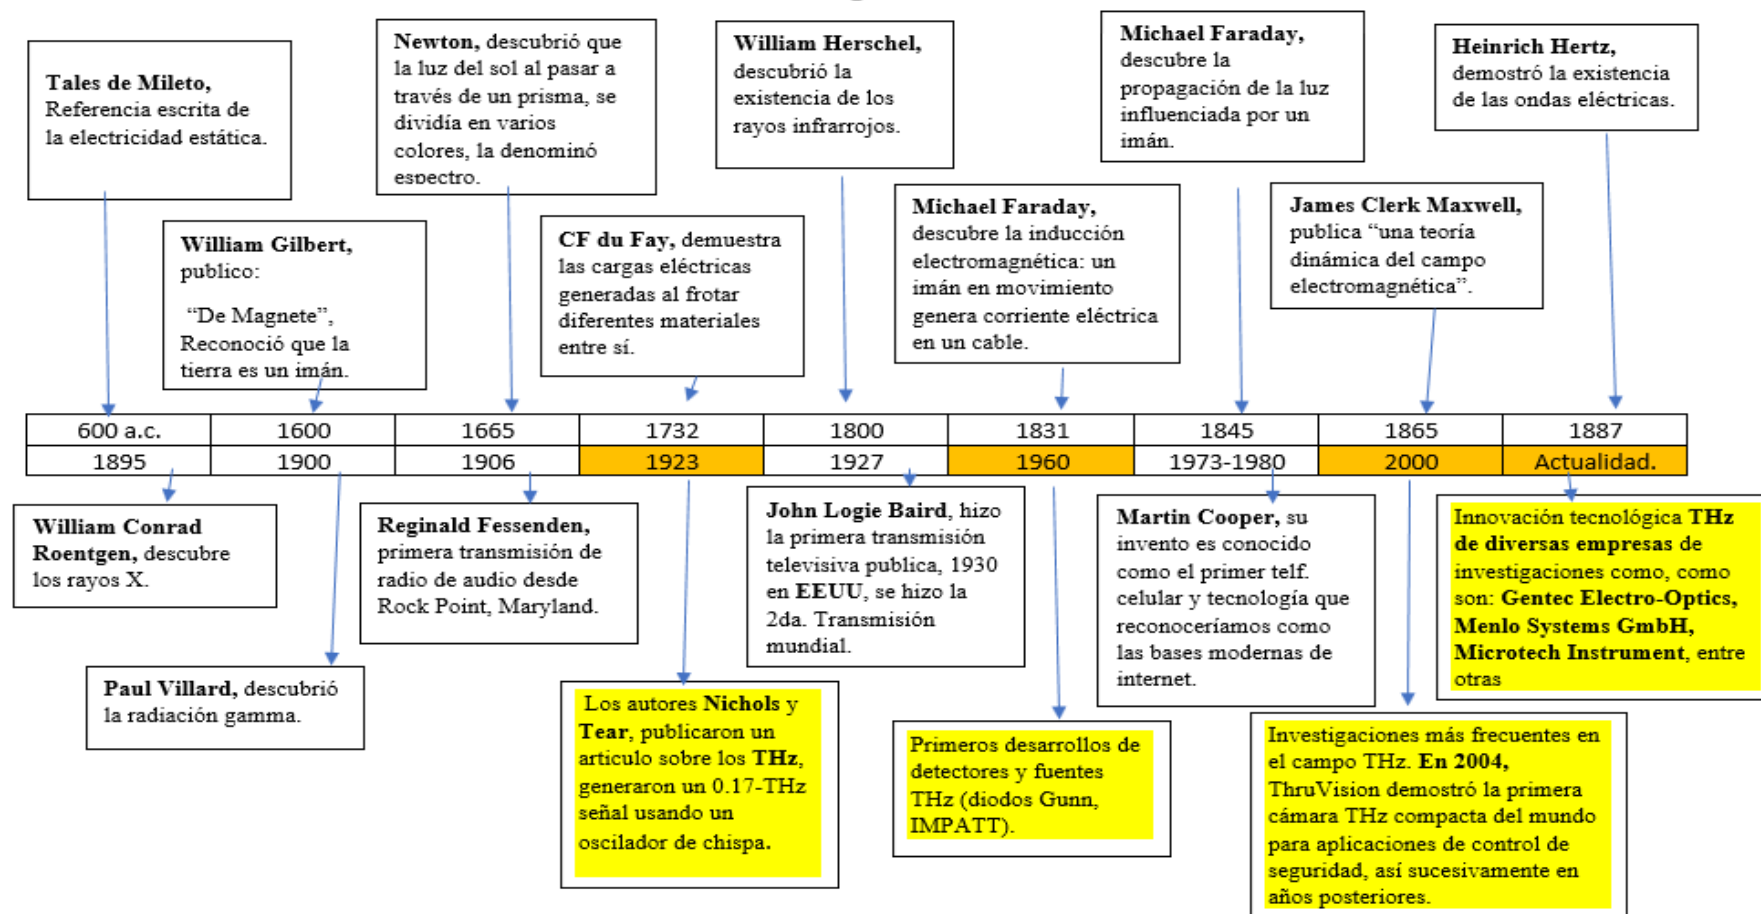 Tales de Mileto,
Referencia escrita de
la electricidad estática.
William Gilbert,
publico:
“De Magnete”,
Reconoció que la
tierra es un imán.
Newton, descubrió que
la luz del sol al pasar a
través de un prisma, se
dividía en varios
colores, la denominó
espectro.
CF du Fay, demuestra
las cargas eléctricas
generadas al frotar
diferentes materiales
entre sí.
William Herschel,
descubrió la
existencia de los
rayos infrarrojos.
Michael Faraday,
descubre la inducción
electromagnética: un
imán en movimiento
genera corriente eléctrica
en un cable.
Michael Faraday,
descubre la
propagación de la luz
influenciada por un
imán.
James Clerk Maxwell,
publica “una teoría
dinámica del campo
electromagnética”.
Heinrich Hertz,
demostró la existencia
de las ondas eléctricas.
600 a.c. 1600 1665 1732 1800 1831 1845 1865 1887
1895 1900 1906 1923 1927 1960 1973-1980 2000 Actualidad.
William Conrad
Roentgen, descubre
los rayos X.
Paul Villard, descubrió
la radiación gamma.
Reginald Fessenden,
primera transmisión de
radio de audio desde
Rock Point, Maryland.
Los autores Nichols y
Tear, publicaron un
articulo sobre los THz,
generaron un 0.17-THz
señal usando un
oscilador de chispa.
John Logie Baird, hizo
la primera transmisión
televisiva publica, 1930
en EEUU, se hizo la
2da. Transmisión
mundial.
Primeros desarrollos de
detectores y fuentes
THz (diodos Gunn,
IMPATT).
Martin Cooper, su
invento es conocido
como el primer telf.
celular y tecnología que
reconoceríamos como
las bases modernas de
internet.
Investigaciones más frecuentes en
el campo THz. En 2004,
ThruVision demostró la primera
cámara THz compacta del mundo
para aplicaciones de control de
seguridad, así sucesivamente en
años posteriores.
Innovación tecnológica THz
de diversas empresas de
investigaciones como, como
son: Gentec Electro-Optics,
Menlo Systems GmbH,
Microtech Instrument, entre
otras